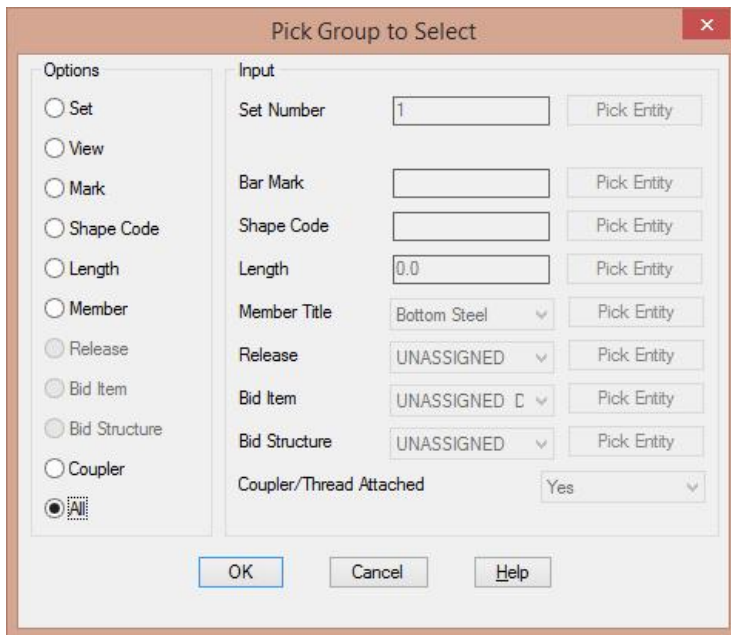 Pick Group to Select
Options
Input
Set
Set Number
1
Pick Entity
View
Mark
Bar Mark
Pick Entity
Shape Code
Shape Code
Pick Entity
Length
Length
0.0
Pick Entity
Member
Member Title
Bottom Steel
Pick Entity
Release
Release
UNASSIGNED
Pick Entity
Bid Item
Bid Item
UNASSIGNED D
Pick Entity
Bid Structure
Bid Structure
UNASSIGNED
Pick Entity
Coupler
Coupler/Thread Attached
Yes
All
OK
Cancel
Help